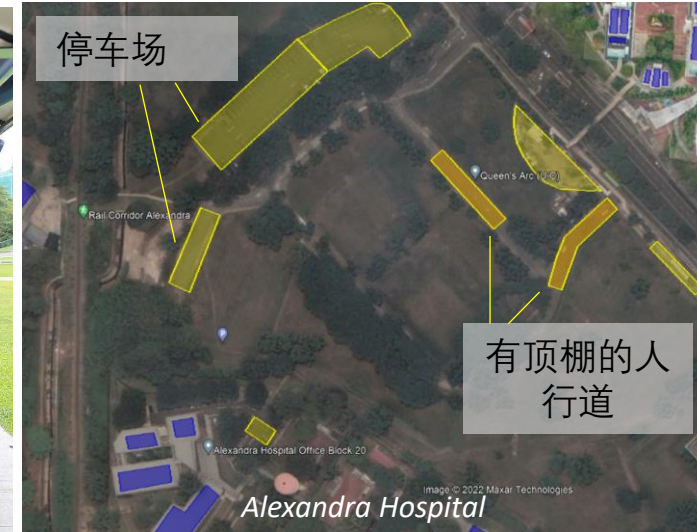 停车场
Queen's Arc (U/C)
Rail Corridor Alexandra
有顶棚的人
行道
Alexandra Hospital Office Block 20
Image © 2022 Maxar Technologies
Alexandra Hospital